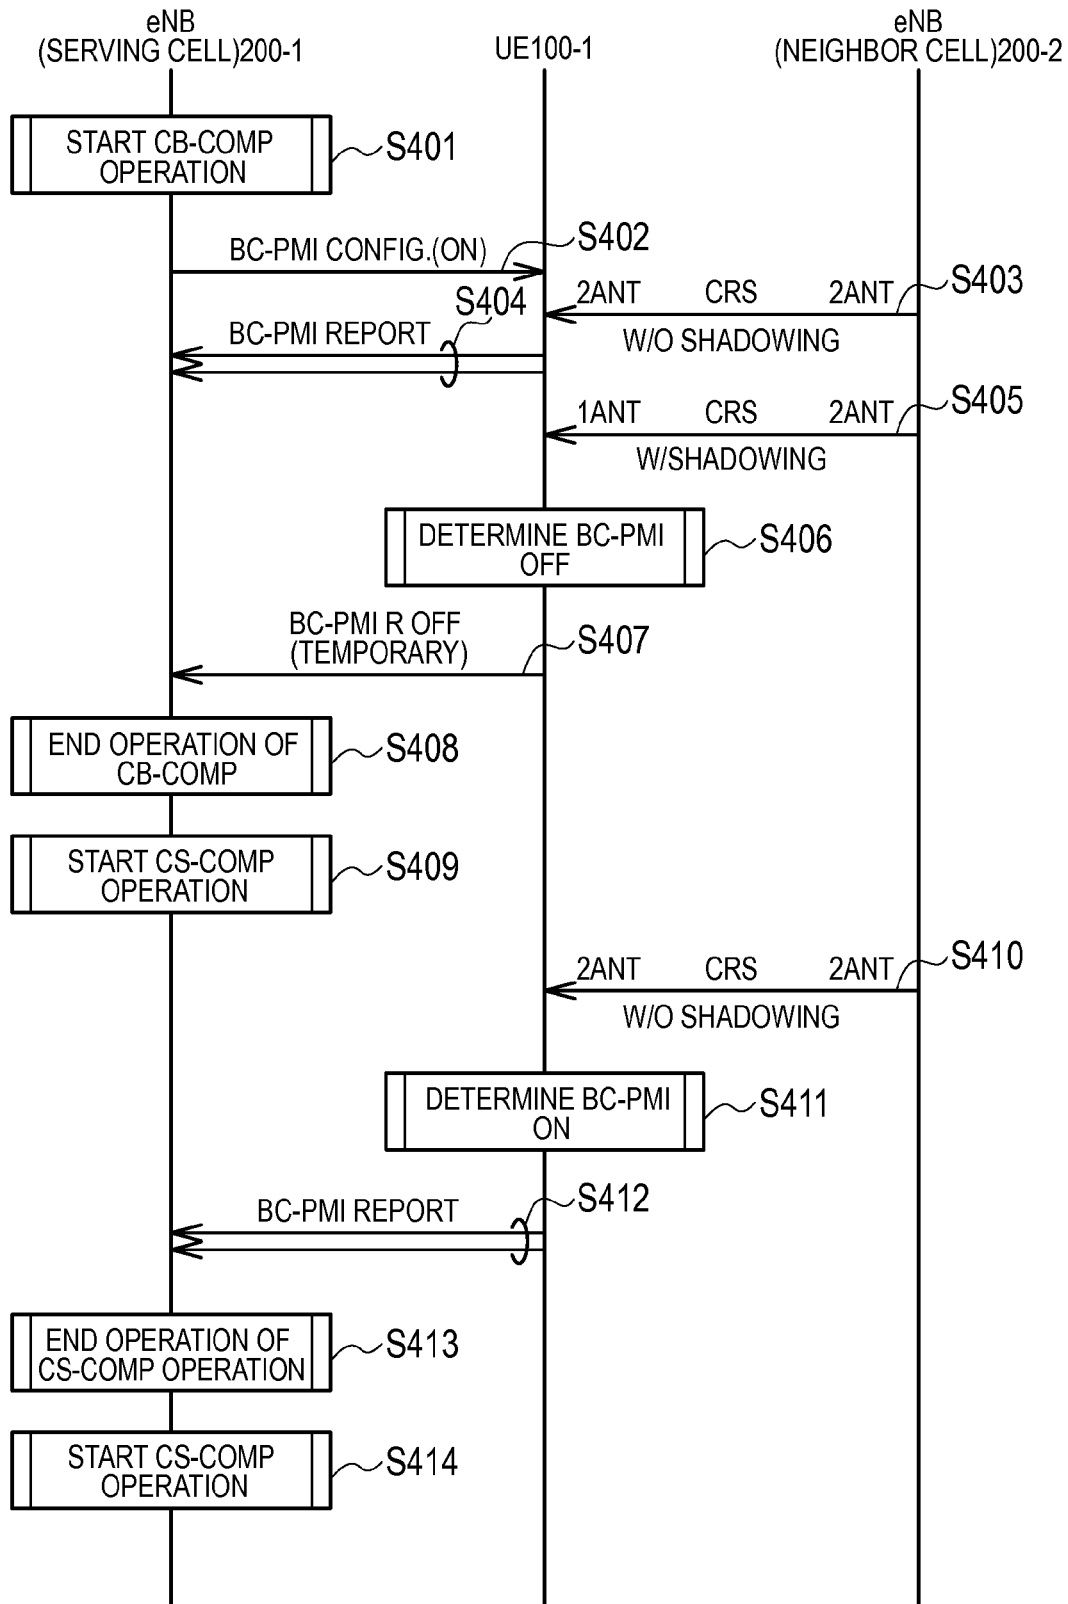 eNB
(SERVING CELL)200-1
UE100-1
eNB
(NEIGHBOR CELL)200-2
START CB-COMP
OPERATION
S401
BC-PMI CONFIG.(ON)
S402
2ANT CRS 2ANT
S403
W/O SHADOWING
BC-PMI REPORT
S404
1ANT CRS 2ANT
S405
W/SHADOWING
DETERMINE BC-PMI
OFF
S406
BC-PMI R OFF
(TEMPORARY)
S407
END OPERATION OF
CB-COMP
S408
START CS-COMP
OPERATION
S409
2ANT CRS 2ANT
S410
W/O SHADOWING
DETERMINE BC-PMI
ON
S411
BC-PMI REPORT
S412
END OPERATION OF
CS-COMP OPERATION
S413
START CS-COMP
OPERATION
S414